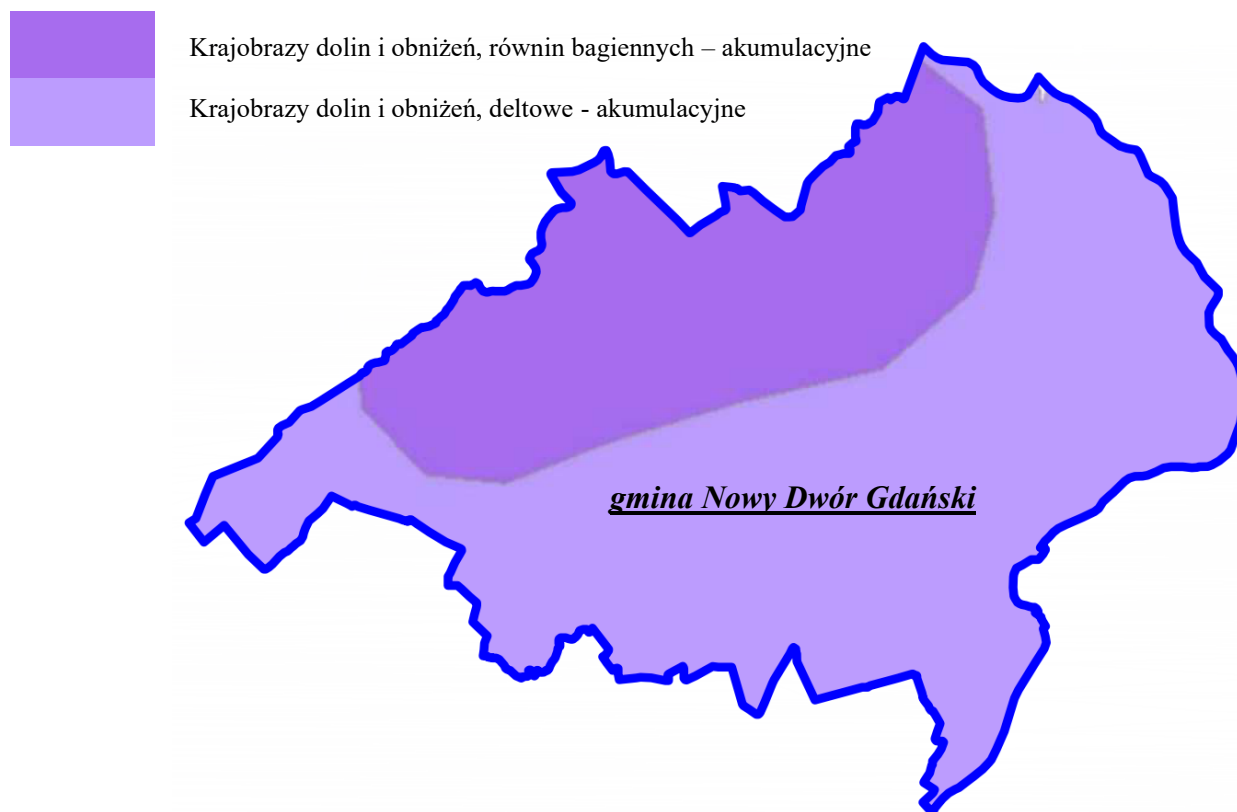 Krajobrazy dolin i obniżeń, równin bagiennych – akumulacyjne
Krajobrazy dolin i obniżeń, deltowe - akumulacyjne
gmina Nowy Dwór Gdański